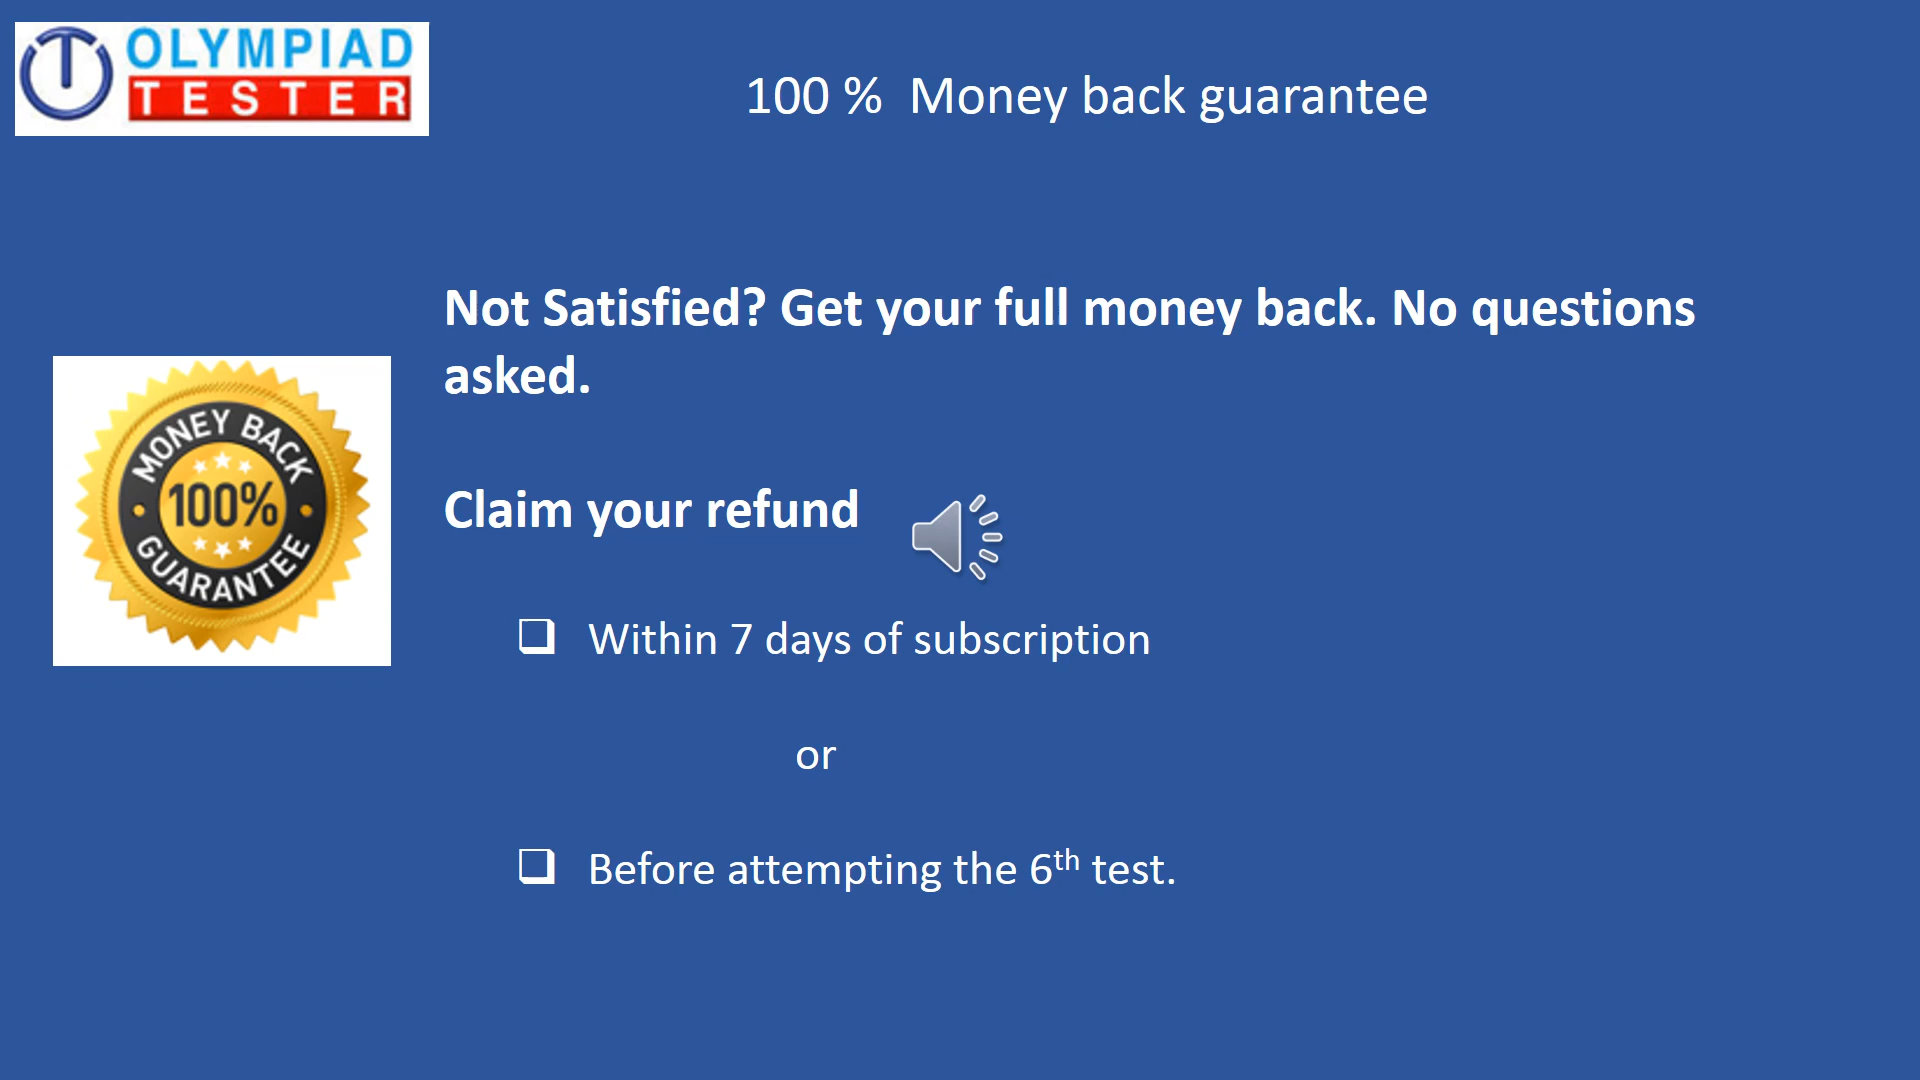 OLYMPIAD
TESTER
100 %  Money back guarantee
Not Satisfied? Get your full money back. No questions
asked.
MONEY BACK
100%
GUARANTEE
Claim your refund
❑ Within 7 days of subscription
or
❑ Before attempting the 6th test.